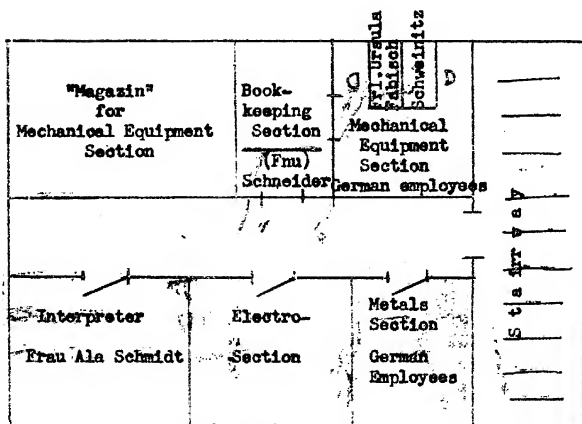 "Magazin"
for
Mechanical Equipment
Section
Book-
keeping
Section
(Fnu)
Schneider
Frl.Ursula
Fabisch
Schweinitz
Mechanical
Equipment
Section
German employees
Stairway
Interpreter
Frau Ala Schmidt
Electro-
Section
Metals
Section
German
Employees